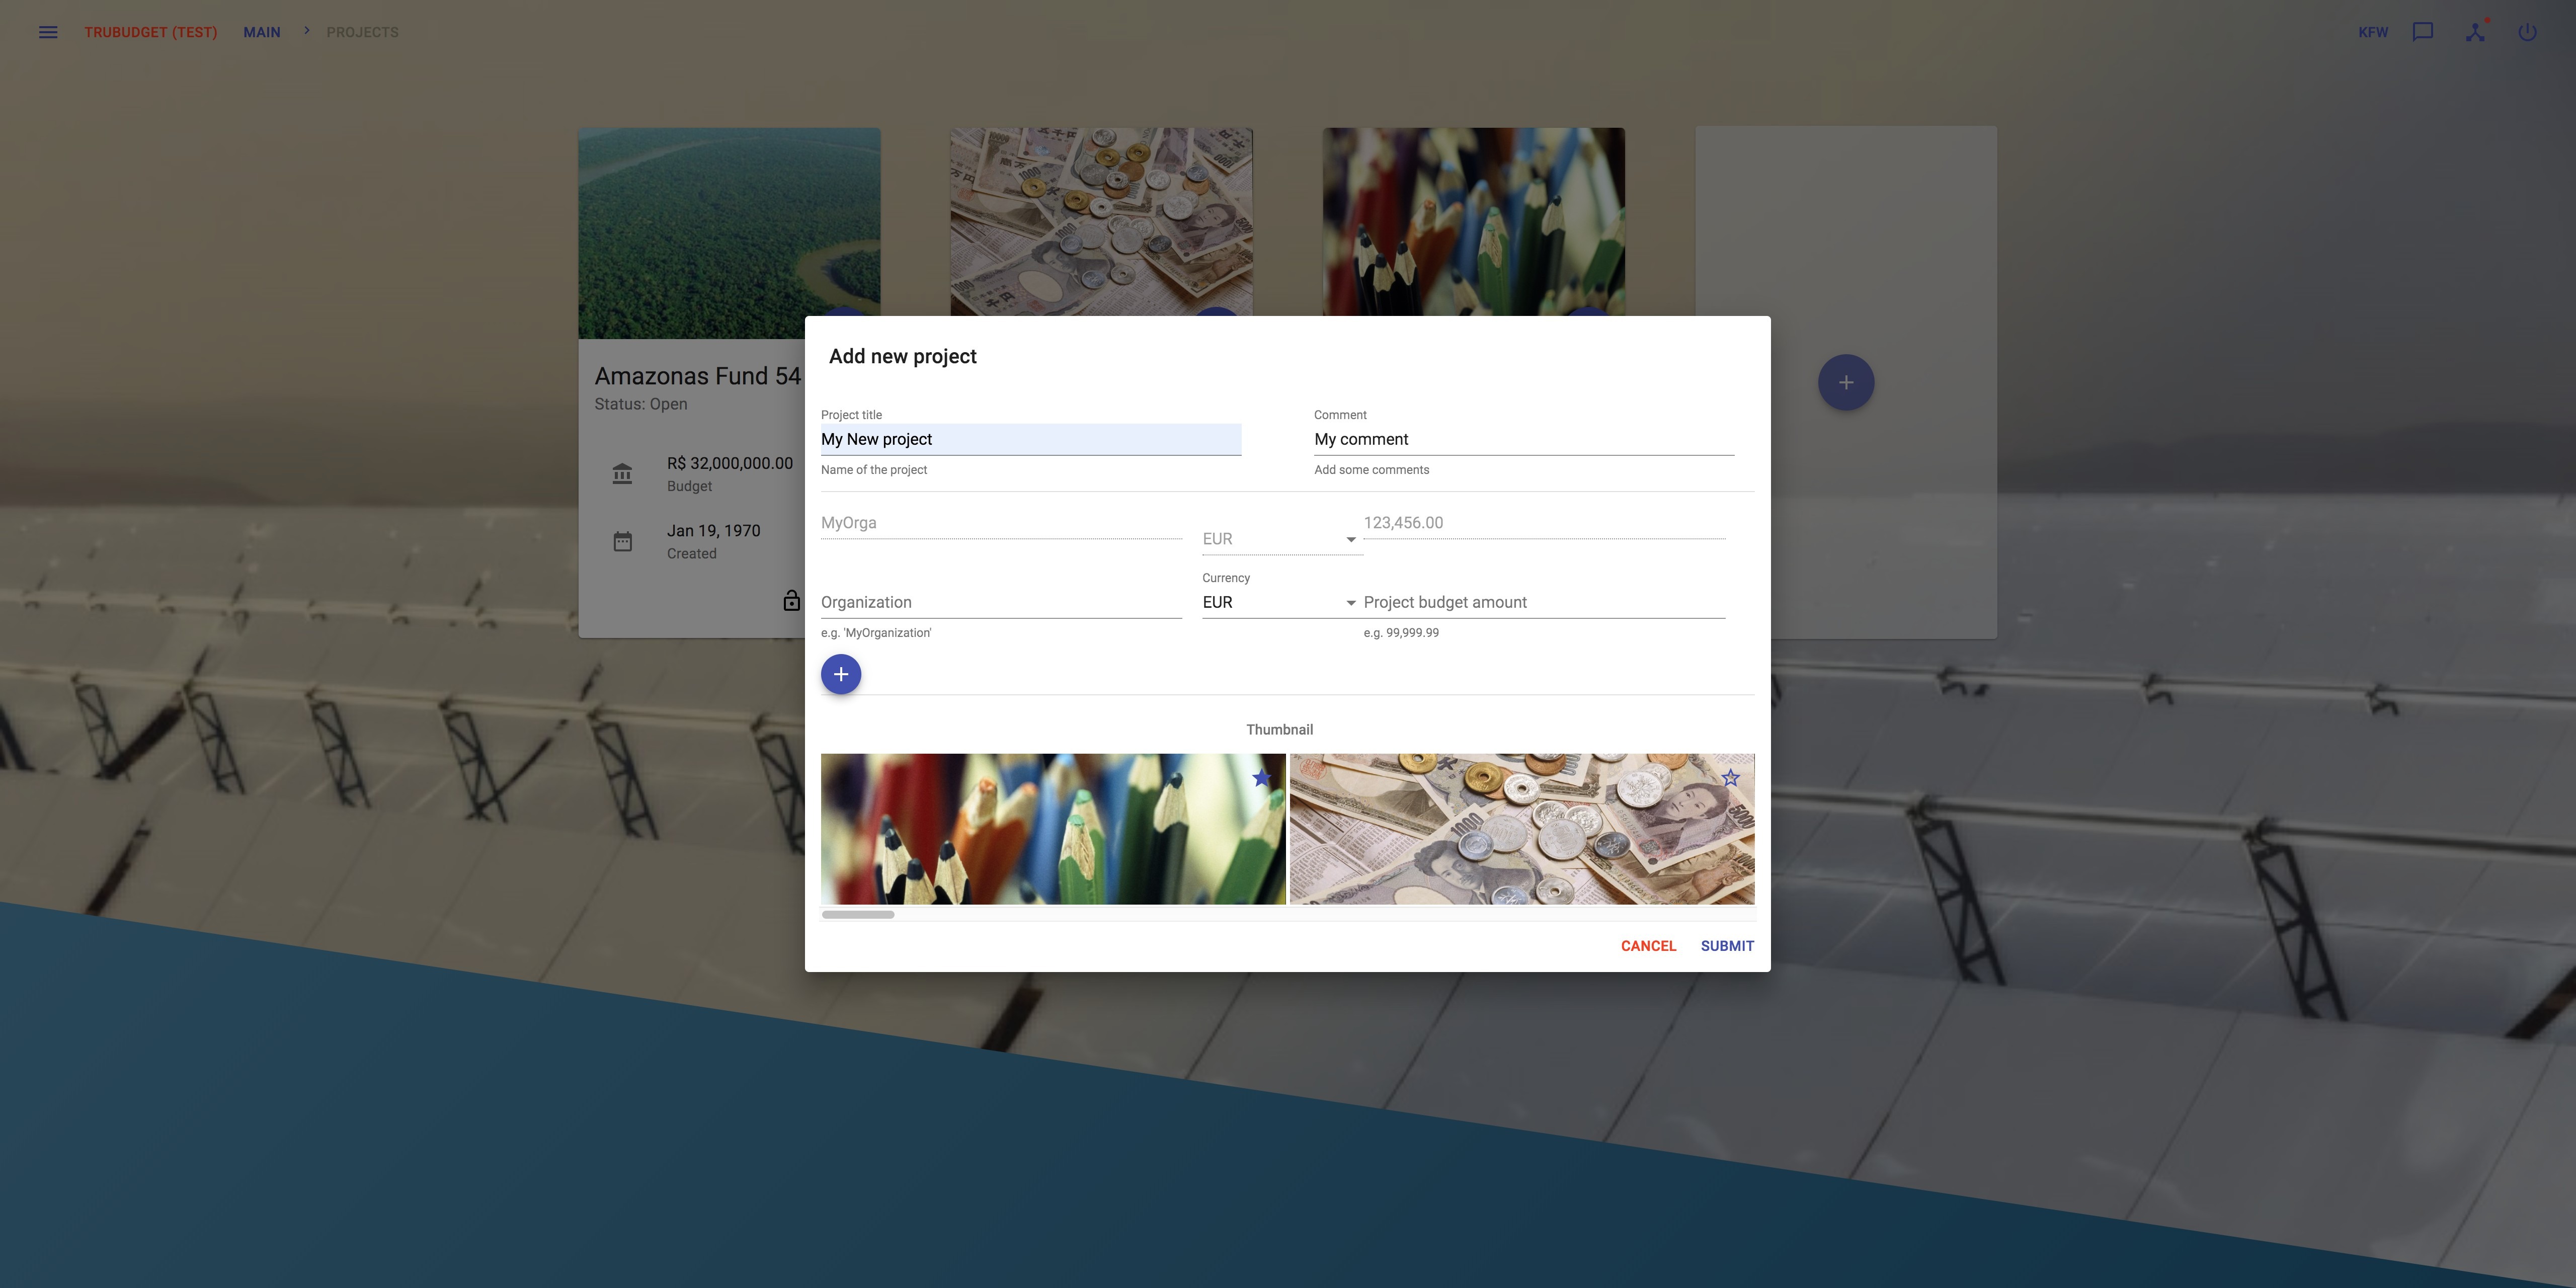 TRUBUDGET (TEST) MAIN > PROJECTS KFW
Amazonas Fund 54
Status: Open
R$ 32,000,000.00
Budget
Jan 19, 1970
Created
Add new project
Project title Comment
My New project My comment
Name of the project Add some comments
MyOrga EUR 123,456.00
Currency
Organization EUR Project budget amount
e.g. 'MyOrganization' e.g. 99,999.99
Thumbnail
1000 5000
CANCEL SUBMIT